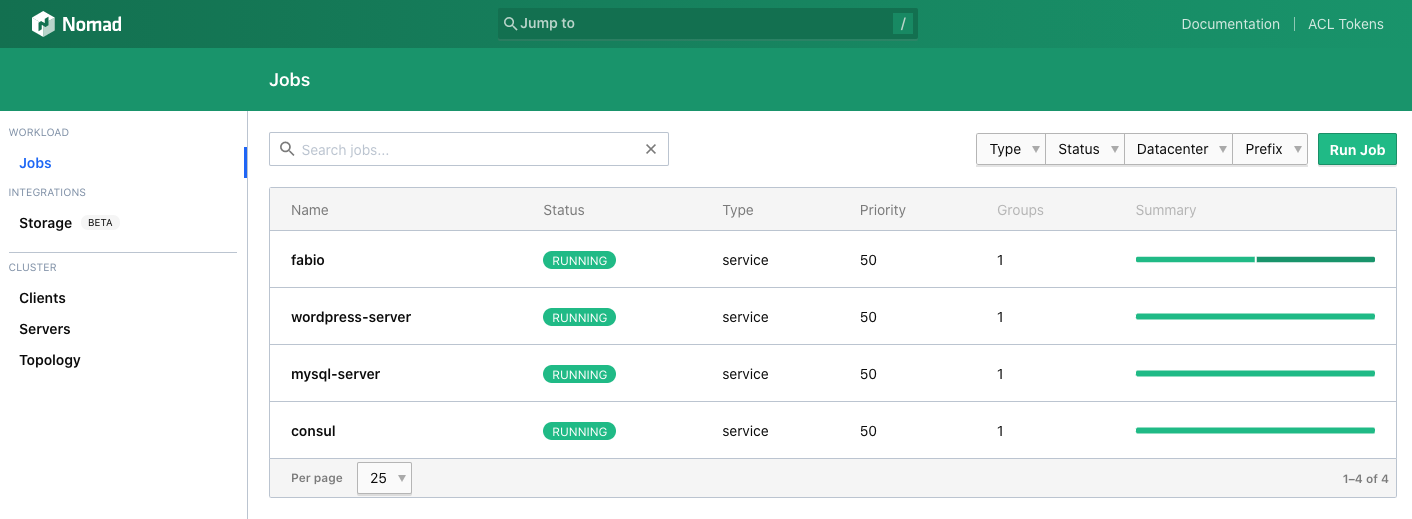 Nomad
Jump to /
Documentation ACL Tokens
Jobs
WORKLOAD
Jobs
INTEGRATIONS
Storage BETA
CLUSTER
Clients
Servers
Topology
Search jobs...
Type Status Datacenter Prefix Run Job
Name Status Type Priority Groups Summary
fabio RUNNING service 50 1
wordpress-server RUNNING service 50 1
mysql-server RUNNING service 50 1
consul RUNNING service 50 1
Per page 25 1–4 of 4